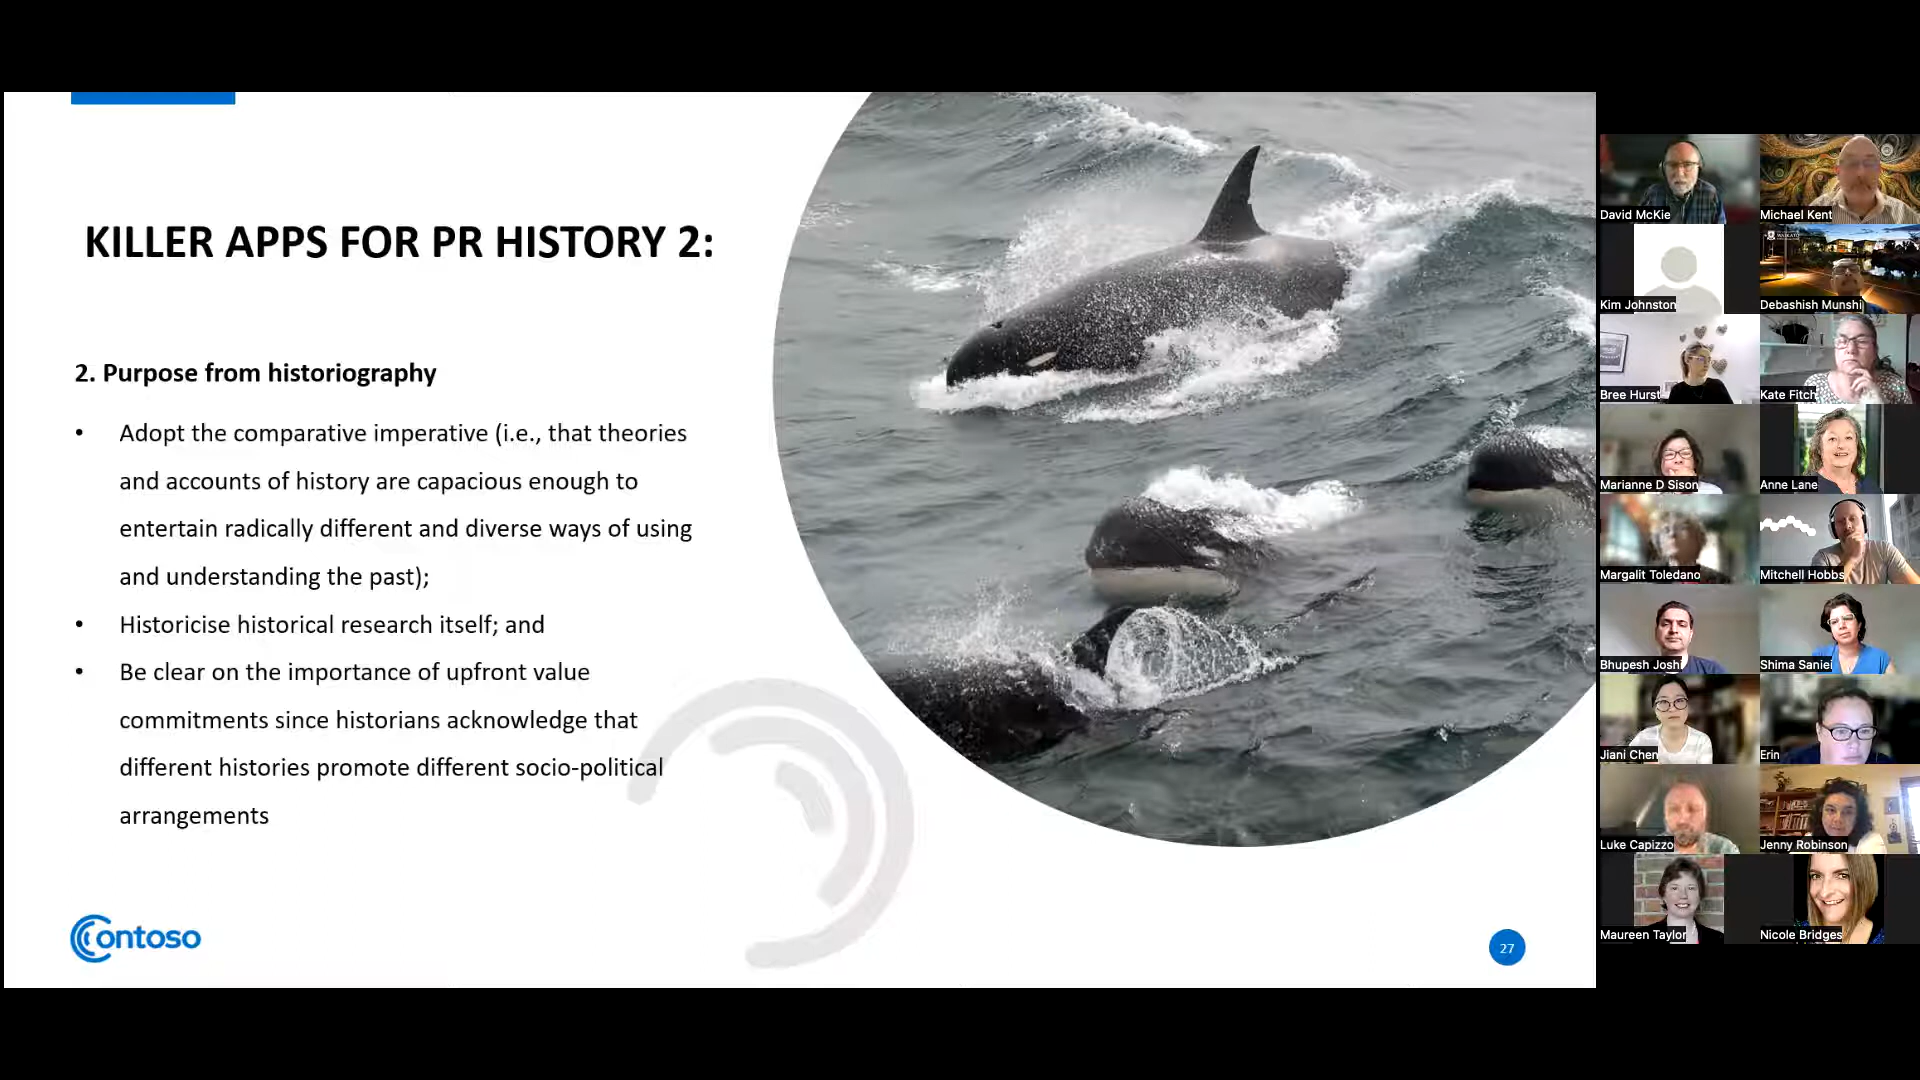 KILLER APPS FOR PR HISTORY 2:
2. Purpose from historiography
• Adopt the comparative imperative (i.e., that theories
and accounts of history are capacious enough to
entertain radically different and diverse ways of using
and understanding the past);
• Historicise historical research itself; and
• Be clear on the importance of upfront value
commitments since historians acknowledge that
different histories promote different socio-political
arrangements
Contoso
27
David McKie
Michael Kent
Kim Johnston
Debashish Munshi
Bree Hurst
Kate Fitch
Marianne D Sison
Anne Lane
Margalit Toledano
Mitchell Hobbs
Bhupesh Joshi
Shima Saniei
Jiani Chen
Erin
Luke Capizzo
Jenny Robinson
Maureen Taylor
Nicole Bridges